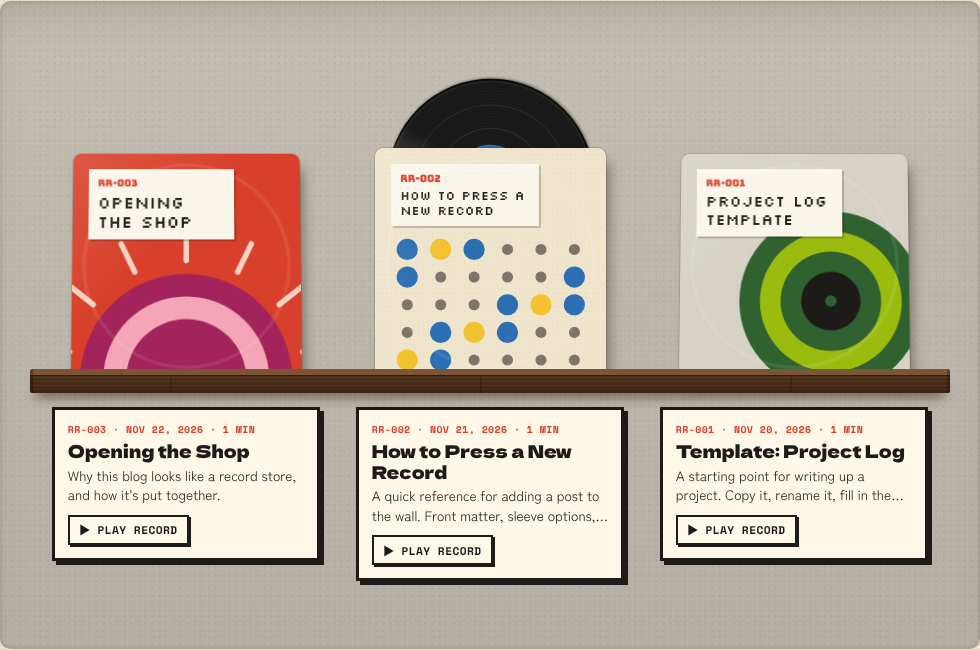 RR-003
OPENING
THE SHOP
RR-002
HOW TO PRESS A
NEW RECORD
RR-001
PROJECT LOG
TEMPLATE
RR-003 · NOV 22, 2026 · 1 MIN
Opening the Shop
Why this blog looks like a record store,
and how it's put together.
▶ PLAY RECORD
RR-002 · NOV 21, 2026 · 1 MIN
How to Press a New
Record
A quick reference for adding a post to
the wall. Front matter, sleeve options,…
▶ PLAY RECORD
RR-001 · NOV 20, 2026 · 1 MIN
Template: Project Log
A starting point for writing up a
project. Copy it, rename it, fill in the…
▶ PLAY RECORD